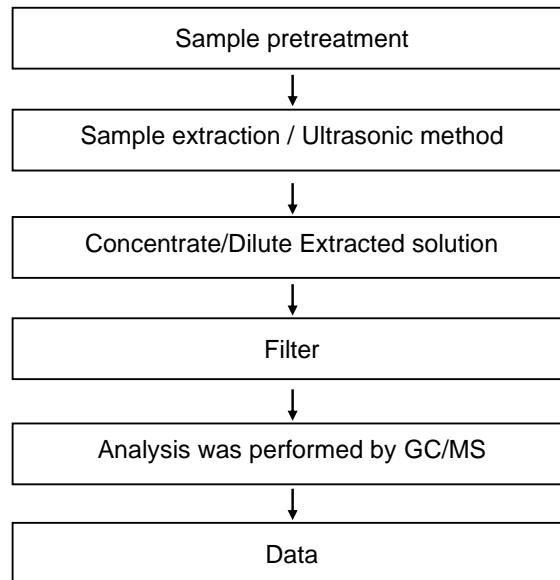 Sample pretreatment
Sample extraction / Ultrasonic method
Concentrate/Dilute Extracted solution
Filter
Analysis was performed by GC/MS
Data